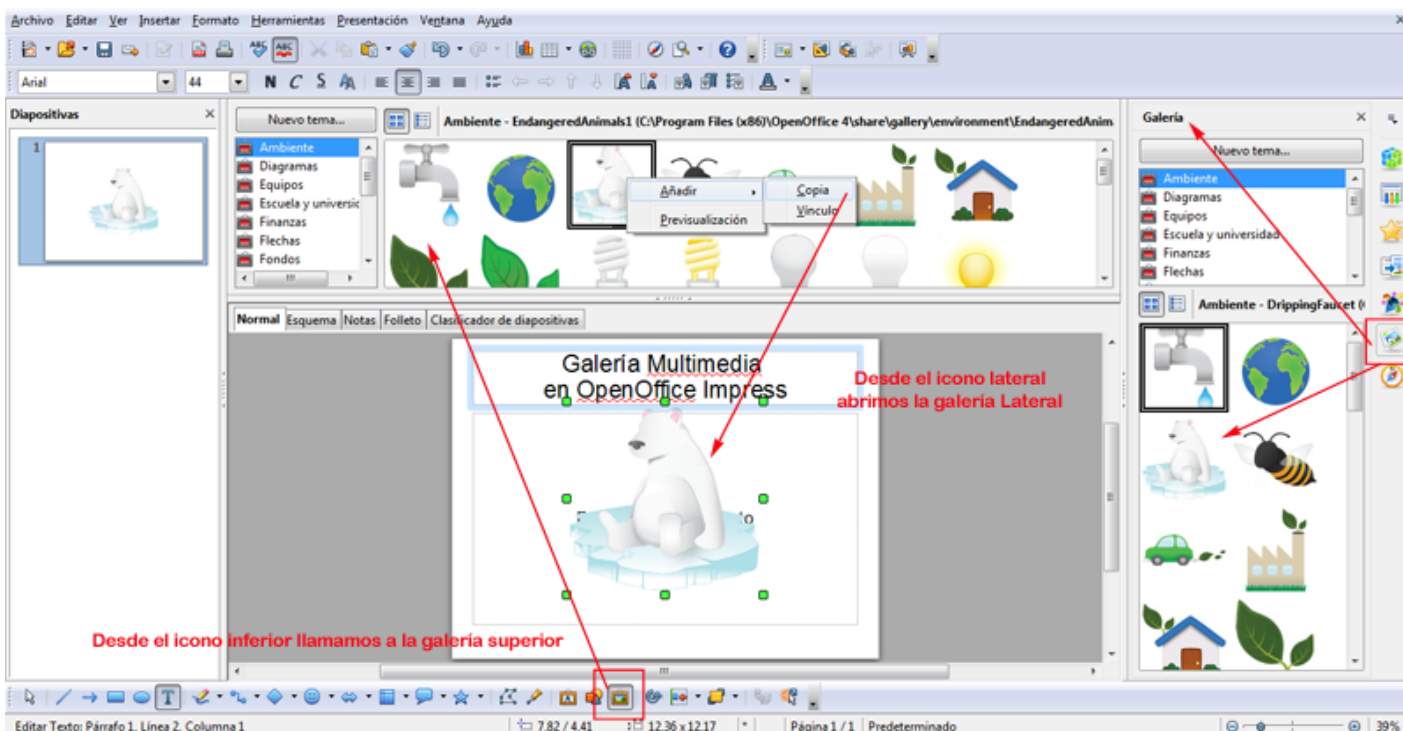 Archivo Editar Ver Insertar Formato Herramientas Presentación Ventana Ayuda
Arial 44 N C S
Diapositivas
1
Nuevo tema...
Ambiente - EndangeredAnimals1 (C:\Program Files (x86)\OpenOffice 4\share\gallery\environment\EndangeredAnim
Ambiente
Diagramas
Equipos
Escuela y universid
Finanzas
Flechas
Fondos
Añadir
Previsualización
Copia
Vínculo
Galería
Nuevo tema...
Ambiente
Diagramas
Equipos
Escuela y universidad
Finanzas
Flechas
Ambiente - DrippingFaucet (
Normal Esquema Notas Folleto Clasificador de diapositivas
Galería Multimedia
en OpenOffice Impress
Desde el icono lateral
abrimos la galería Lateral
Desde el icono inferior llamamos a la galería superior
Editar Texto: Párrafo 1, Línea 2, Columna 1 7.82 / 4.41 12.36 x 12.17 * Página 1 / 1 Predeterminado 39%